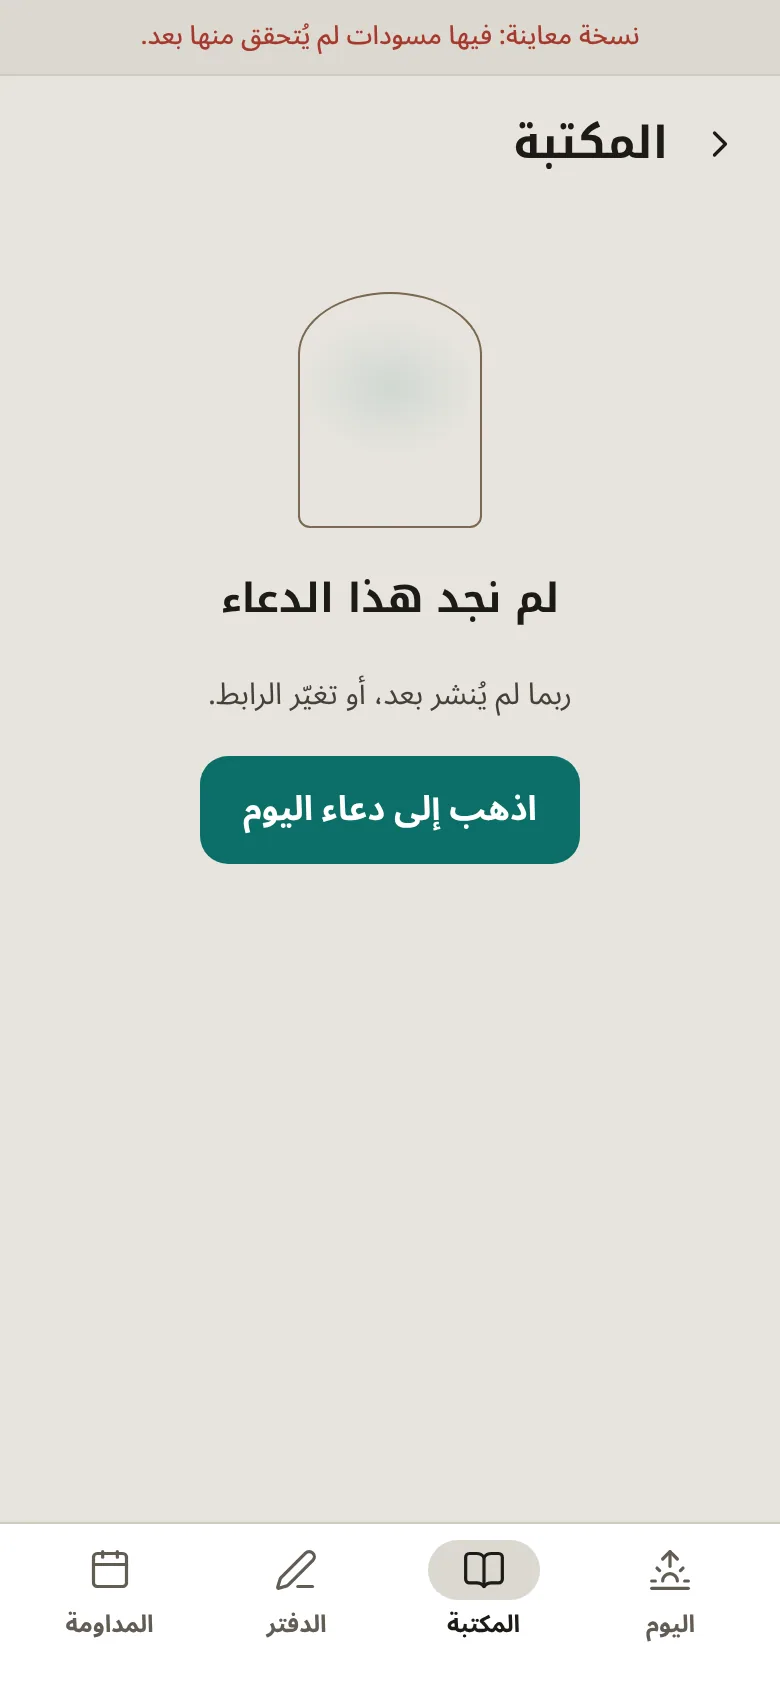 نسخة معاينة: فيها مسودات لم يُتحقق منها بعد.
المكتبة
لم نجد هذا الدعاء
ربما لم يُنشر بعد، أو تغيّر الرابط.
اذهب إلى دعاء اليوم
اليوم
المكتبة
الدفتر
المداومة